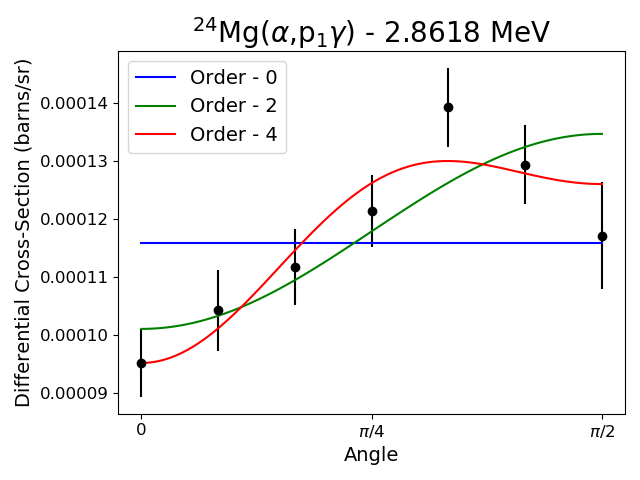 ²⁴Mg(α,p₁γ) - 2.8618 MeV
Order - 0
Order - 2
Order - 4
Differential Cross-Section (barns/sr)
0.00014
0.00013
0.00012
0.00011
0.00010
0.00009
0
π/4
π/2
Angle